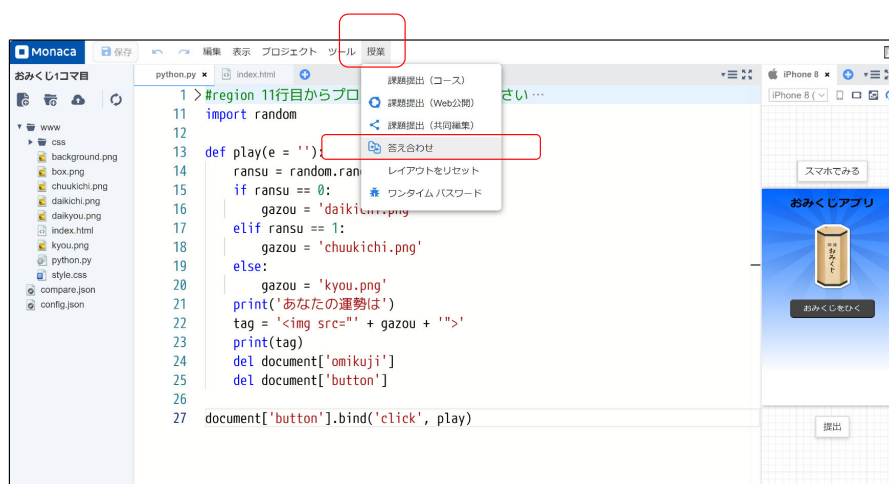 Monaca
保存
編集 表示 プロジェクト ツール 授業
おみくじ1コマ目
python.py ×
index.html
iPhone 8 ×
iPhone 8 (
課題提出（コース）
課題提出（Web公開）
課題提出（共同編集）
答え合わせ
レイアウトをリセット
ワンタイムパスワード
www
css
background.png
box.png
chuukichi.png
daikichi.png
daikyou.png
index.html
kyou.png
python.py
style.css
compare.json
config.json
1 #region 11行目からプロ さい…
11 import random
12
13 def play(e = ''):
14 ransu = random.ran
15 if ransu == 0:
16 gazou = 'daikichi.png'
17 elif ransu == 1:
18 gazou = 'chuukichi.png'
19 else:
20 gazou = 'kyou.png'
21 print('あなたの運勢は')
22 tag = '<img src="' + gazou + '">'
23 print(tag)
24 del document['omikuji']
25 del document['button']
26
27 document['button'].bind('click', play)
スマホでみる
おみくじアプリ
おみくじ
おみくじをひく
提出